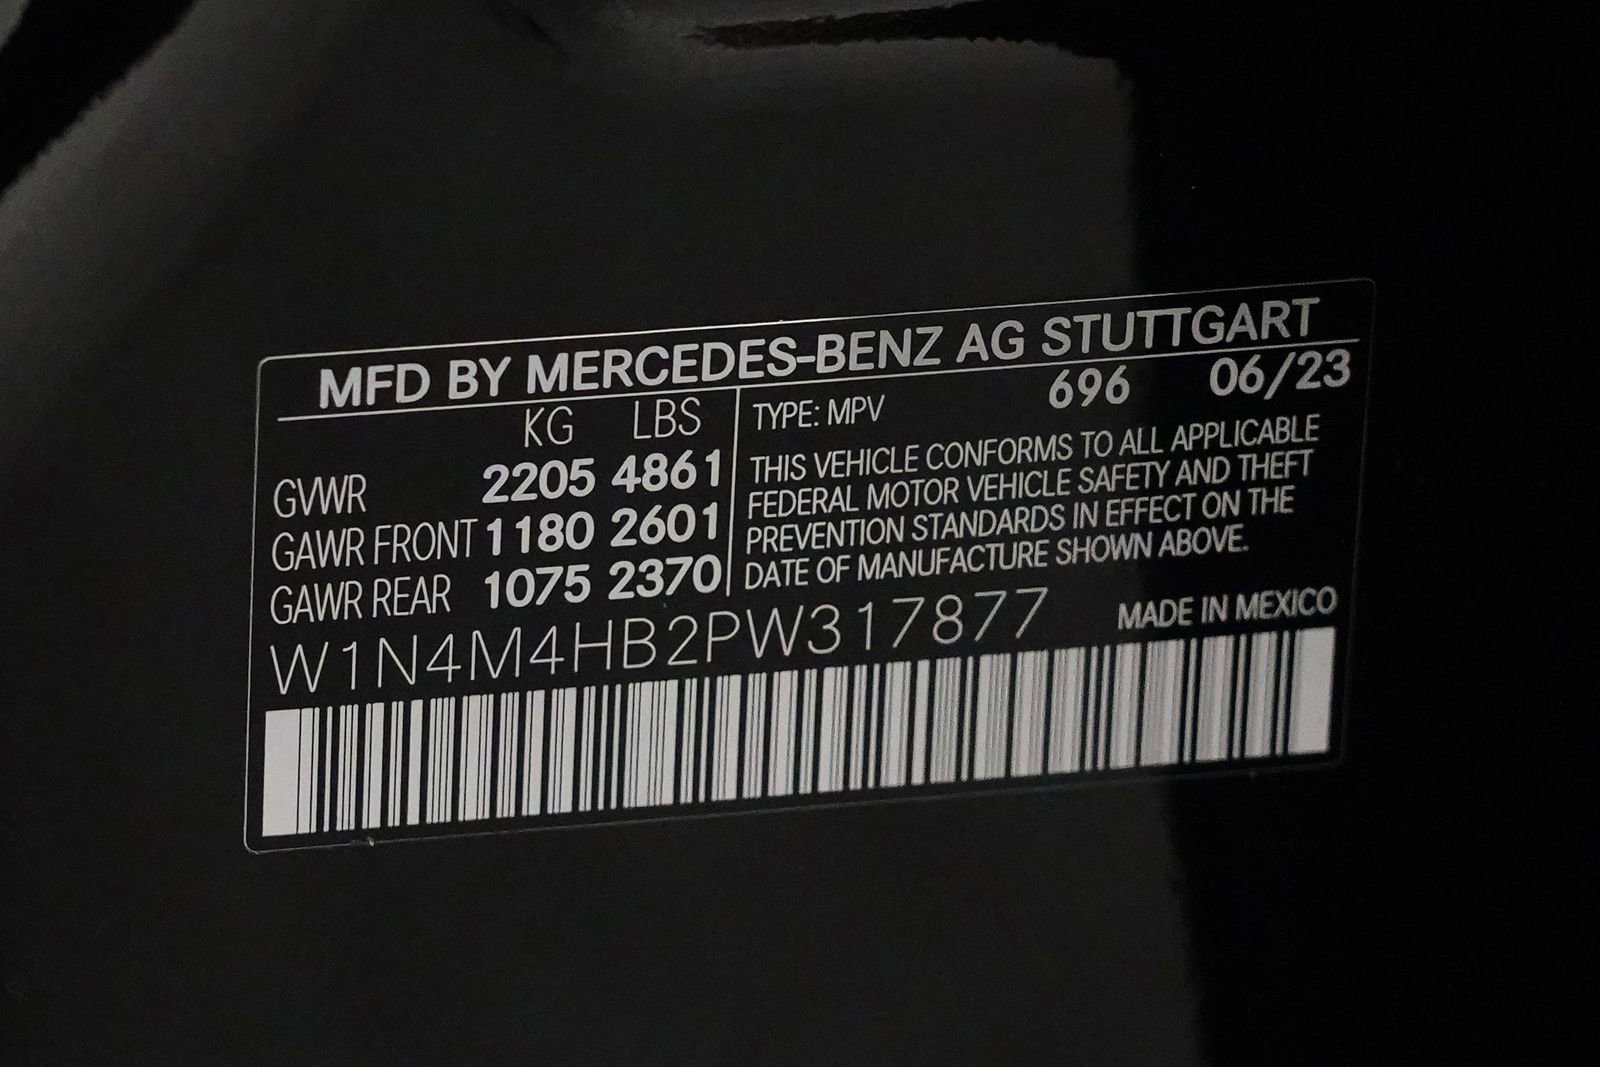 MFD BY MERCEDES-BENZ AG STUTTGART
KG LBS
GVWR 2205 4861
GAWR FRONT 1180 2601
GAWR REAR 1075 2370
TYPE: MPV 696 06/23
THIS VEHICLE CONFORMS TO ALL APPLICABLE
FEDERAL MOTOR VEHICLE SAFETY AND THEFT
PREVENTION STANDARDS IN EFFECT ON THE
DATE OF MANUFACTURE SHOWN ABOVE.
W1N4M4HB2PW317877 MADE IN MEXICO